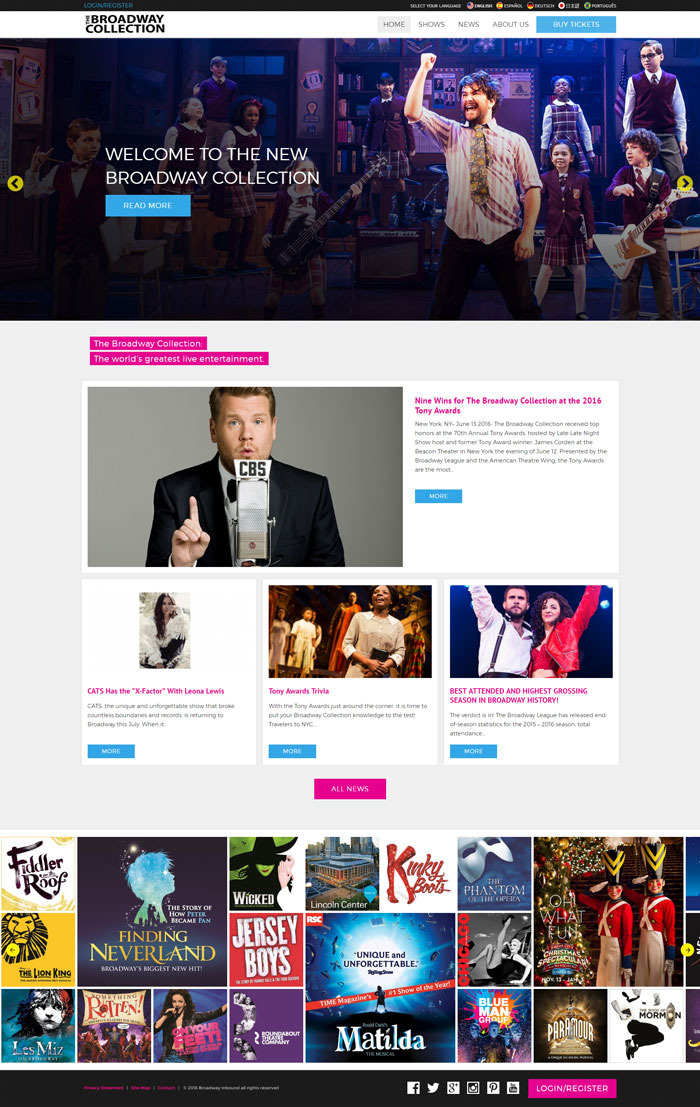 LOGIN/REGISTER
SELECT YOUR LANGUAGE ENGLISH ESPAÑOL DEUTSCH 日本語 PORTUGUÊS
THE BROADWAY
COLLECTION
HOME SHOWS NEWS ABOUT US BUY TICKETS
WELCOME TO THE NEW
BROADWAY COLLECTION
READ MORE
The Broadway Collection:
The world's greatest live entertainment.
CBS
Nine Wins for The Broadway Collection at the 2016
Tony Awards
New York, NY- June 13 2016- The Broadway Collection received top
honors at the 70th Annual Tony Awards, hosted by Late Late Night
Show host and former Tony Award winner, James Corden at the
Beacon Theater in New York the evening of June 12. Presented by the
Broadway League and the American Theatre Wing, the Tony Awards
are the most...
MORE
CATS Has the "X-Factor" With Leona Lewis
CATS, the unique and unforgettable show that broke
countless boundaries and records, is returning to
Broadway this July. When it...
MORE
Tony Awards Trivia
With the Tony Awards just around the corner, it is time to
put your Broadway Collection knowledge to the test!
Travelers to NYC...
MORE
BEST ATTENDED AND HIGHEST GROSSING
SEASON IN BROADWAY HISTORY!
The verdict is in! The Broadway League has released end-
of-season statistics for the 2015 - 2016 season, total
attendance...
MORE
ALL NEWS
Fiddler
on the
Roof
THE STORY OF
HOW PETER
BECAME PAN
FINDING
NEVERLAND
BROADWAY'S BIGGEST NEW HIT!
WICKED
Lincoln Center
Kinky
Boots
THE
PHANTOM
OF THE OPERA
OH
WHAT
FUN
CHRISTMAS
SPECTACULAR
NOV. 13 - JAN
THE LION KING
JERSEY
BOYS
RSC
"UNIQUE and
UNFORGETTABLE."
RollingStone
TIME Magazine's #1 Show of the Year!
Roald Dahl's
Matilda
THE MUSICAL
CHICAGO
Les Miz
SOMETHING
ROTTEN!
ON YOUR
FEET!
ROUNDABOUT
THEATRE
COMPANY
BLUE
MAN
GROUP
PARAMOUR
MORMON
Privacy Statement | Site Map | Contact | © 2016 Broadway Inbound all rights reserved
LOGIN/REGISTER